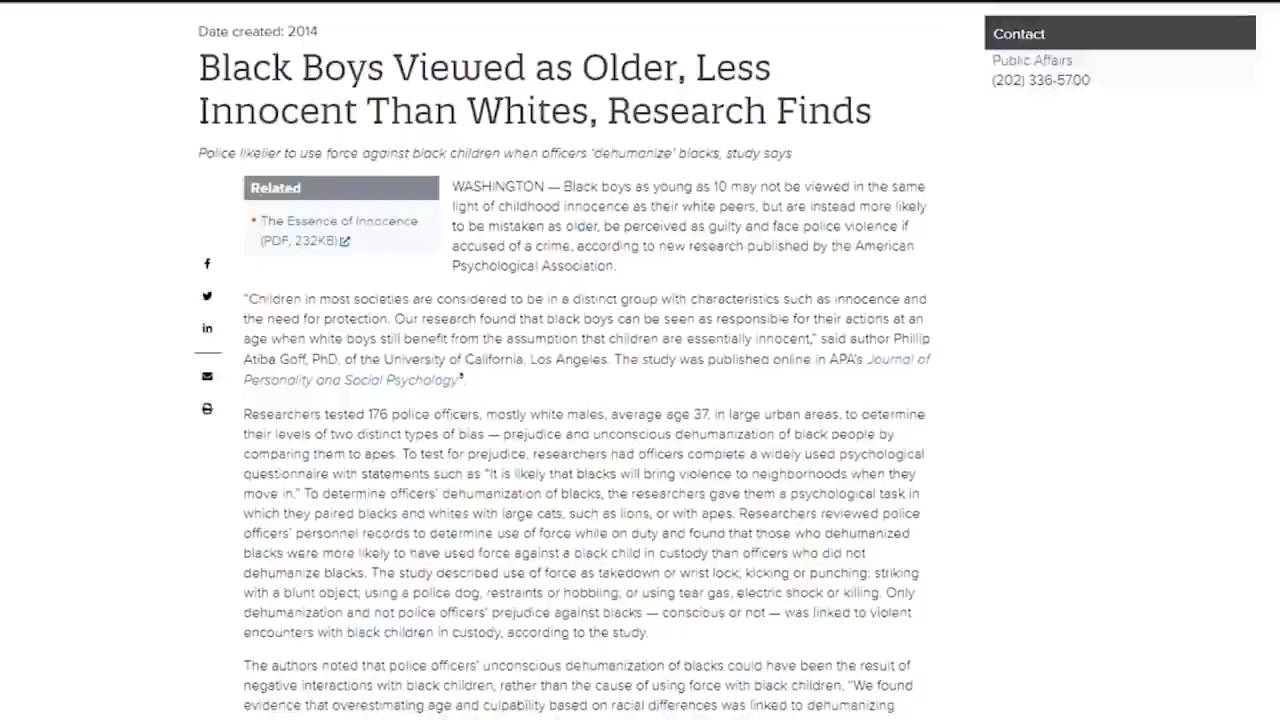 Date created: 2014
Black Boys Viewed as Older, Less
Innocent Than Whites, Research Finds
Police likelier to use force against black children when officers 'dehumanize' blacks, study says
Contact
Public Affairs
(202) 336-5700
Related
• The Essence of Innocence
(PDF, 232KB)
WASHINGTON — Black boys as young as 10 may not be viewed in the same
light of childhood innocence as their white peers, but are instead more likely
to be mistaken as older, be perceived as guilty and face police violence if
accused of a crime, according to new research published by the American
Psychological Association.
"Children in most societies are considered to be in a distinct group with characteristics such as innocence and
the need for protection. Our research found that black boys can be seen as responsible for their actions at an
age when white boys still benefit from the assumption that children are essentially innocent," said author Phillip
Atiba Goff, PhD, of the University of California, Los Angeles. The study was published online in APA's Journal of
Personality and Social Psychology®.
Researchers tested 176 police officers, mostly white males, average age 37, in large urban areas, to determine
their levels of two distinct types of bias — prejudice and unconscious dehumanization of black people by
comparing them to apes. To test for prejudice, researchers had officers complete a widely used psychological
questionnaire with statements such as "It is likely that blacks will bring violence to neighborhoods when they
move in." To determine officers' dehumanization of blacks, the researchers gave them a psychological task in
which they paired blacks and whites with large cats, such as lions, or with apes. Researchers reviewed police
officers' personnel records to determine use of force while on duty and found that those who dehumanized
blacks were more likely to have used force against a black child in custody than officers who did not
dehumanize blacks. The study described use of force as takedown or wrist lock; kicking or punching; striking
with a blunt object; using a police dog, restraints or hobbling; or using tear gas, electric shock or killing. Only
dehumanization and not police officers' prejudice against blacks — conscious or not — was linked to violent
encounters with black children in custody, according to the study.
The authors noted that police officers' unconscious dehumanization of blacks could have been the result of
negative interactions with black children, rather than the cause of using force with black children. "We found
evidence that overestimating age and culpability based on racial differences was linked to dehumanizing